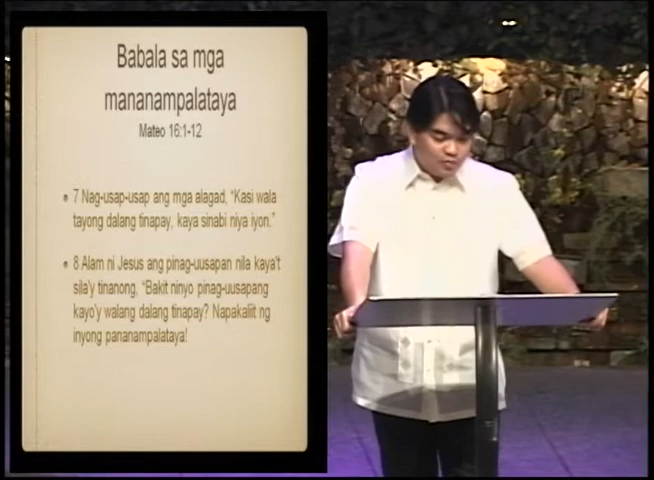 Babala sa mga
mananampalataya
Mateo 16:1-12
• 7 Nag-usap-usap ang mga alagad, “Kasi wala
tayong dalang tinapay, kaya sinabi niya iyon.”
• 8 Alam ni Jesus ang pinag-uusapan nila kaya't
sila'y tinanong, “Bakit ninyo pinag-uusapang
kayo'y walang dalang tinapay? Napakaliit ng
inyong pananampalataya!